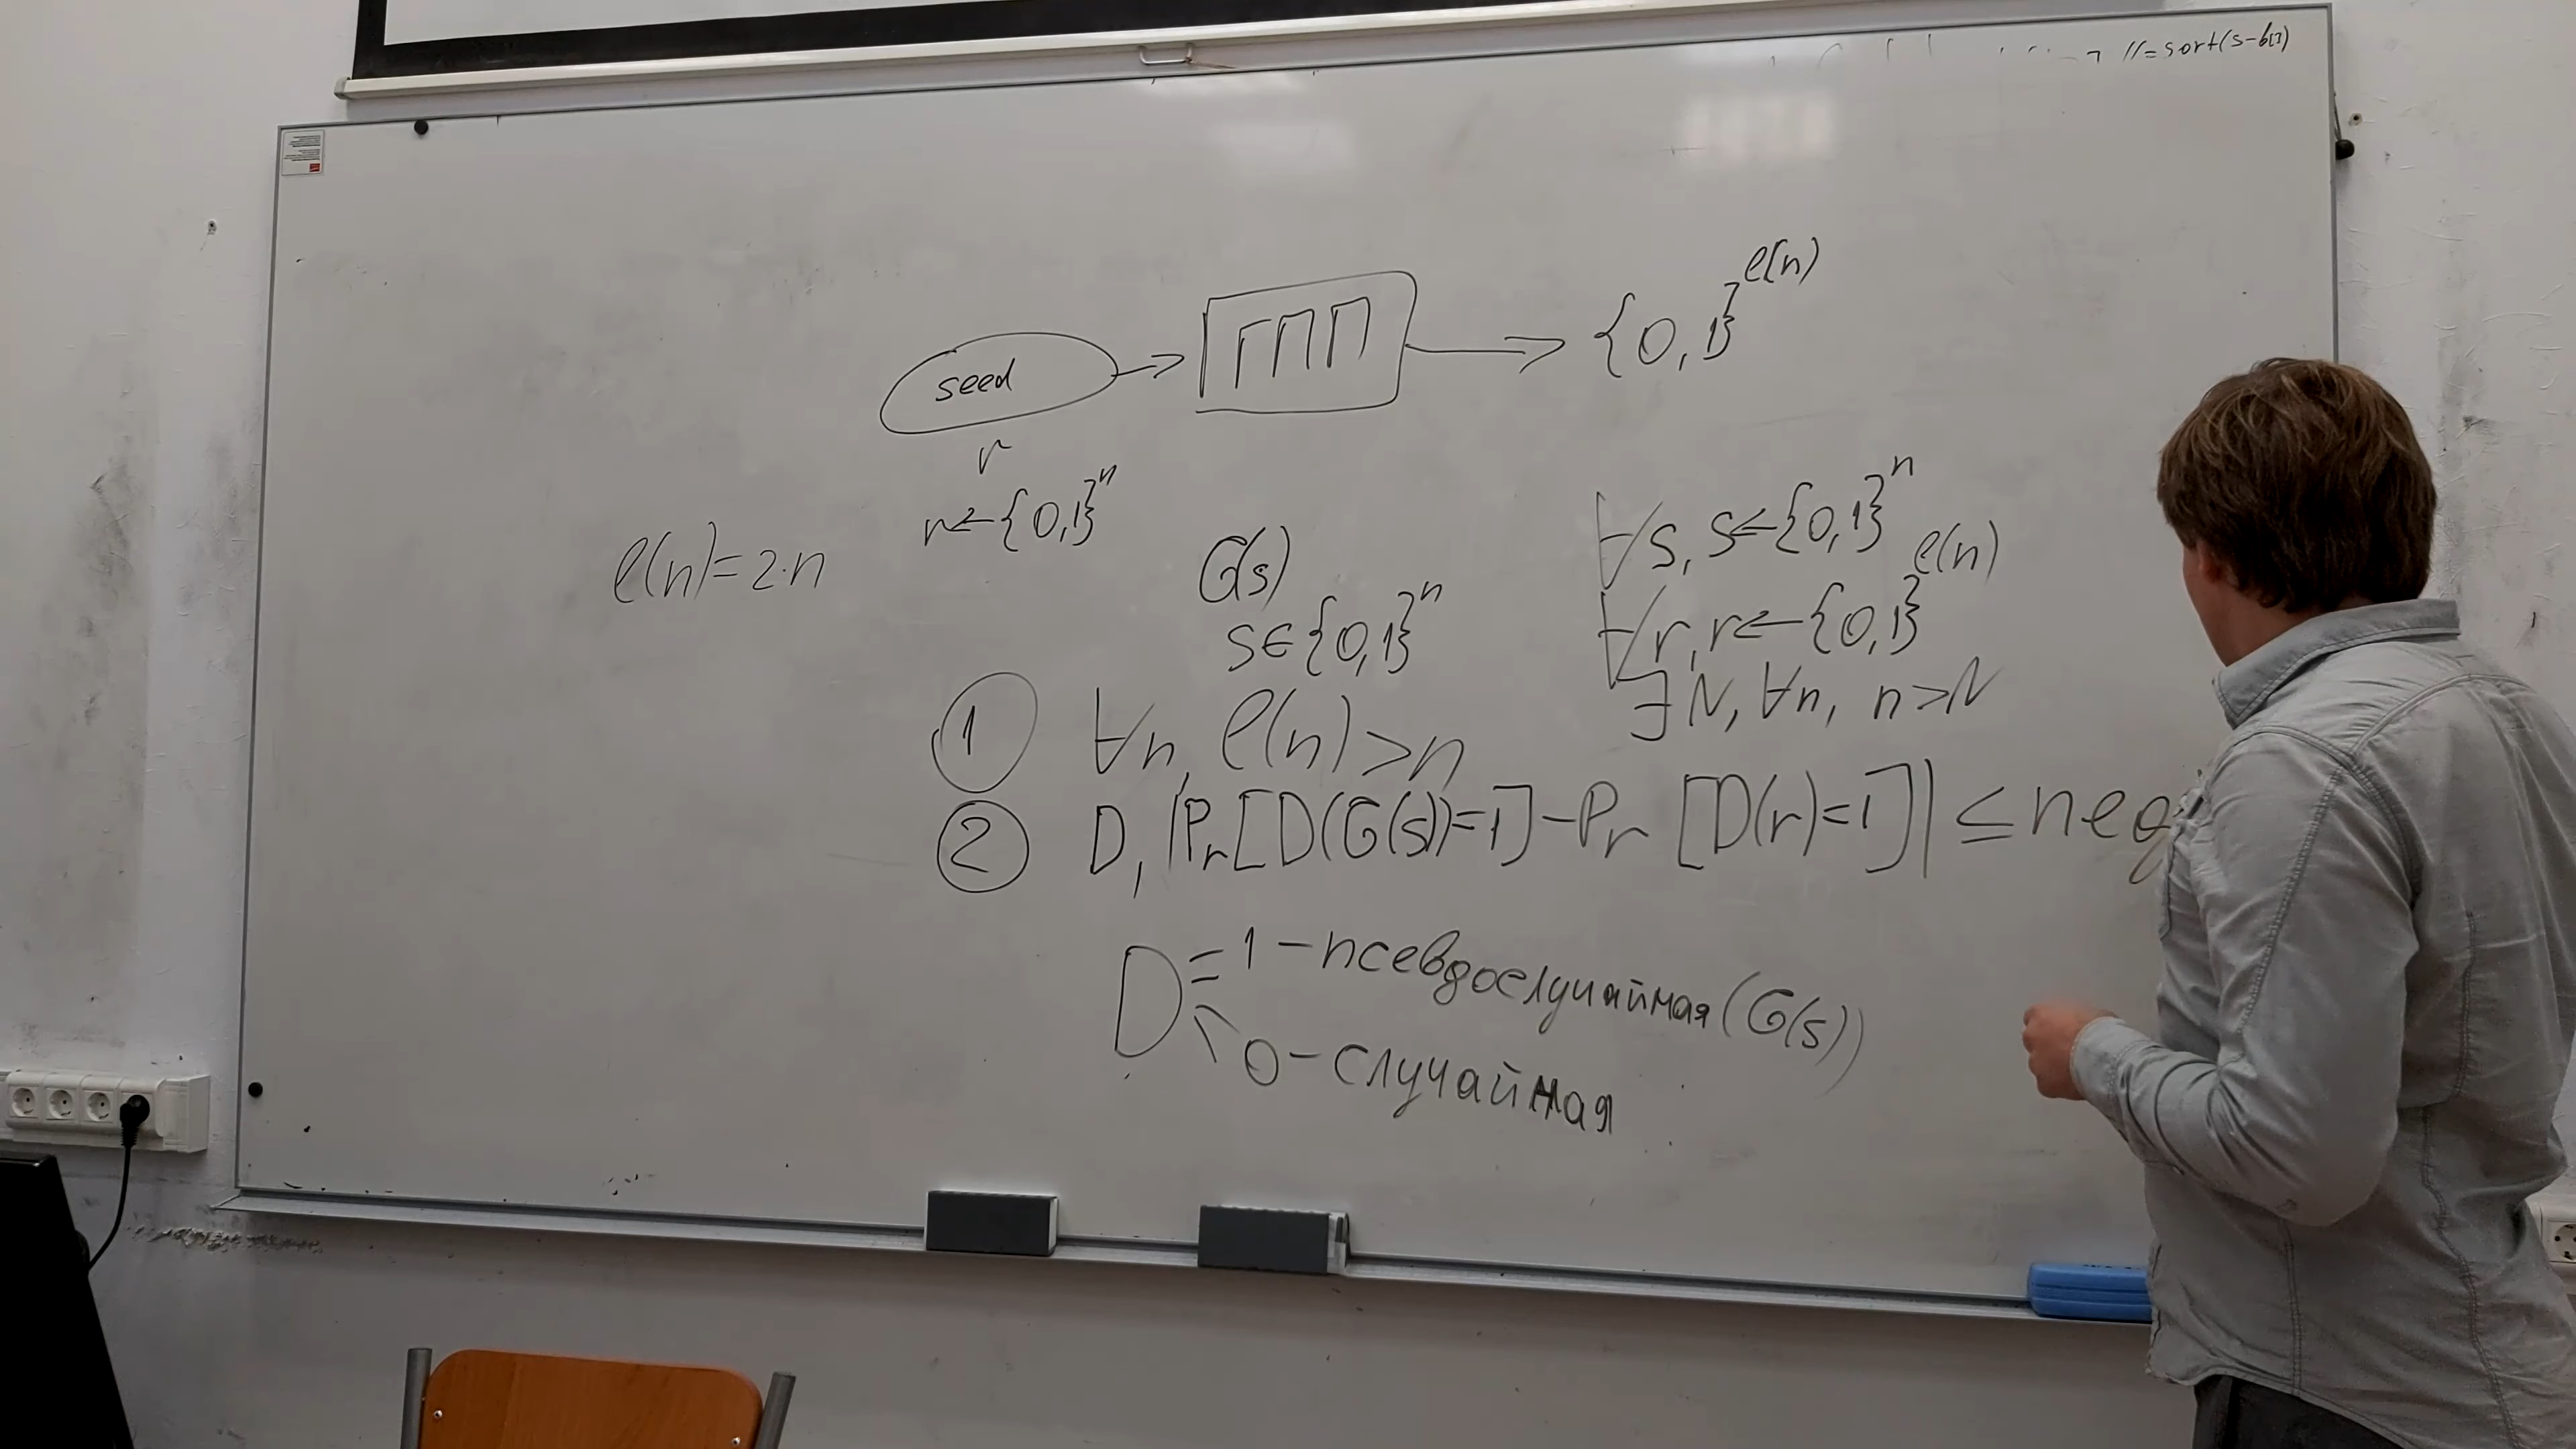 //=sort(s-b[i])
seed
ГПП
{0,1}^ℓ(n)
r
r←{0,1}^n
ℓ(n)=2·n
G(s)
s∈{0,1}^n
∀s, s←{0,1}^n
∀r, r←{0,1}^ℓ(n)
∃N, ∀n, n>N
1 ∀n, ℓ(n)>n
2 D, |Pr[D(G(s))=1]-Pr[D(r)=1]| ≤ neg
D =1-псевдослучайная (G(s))
0-случайная